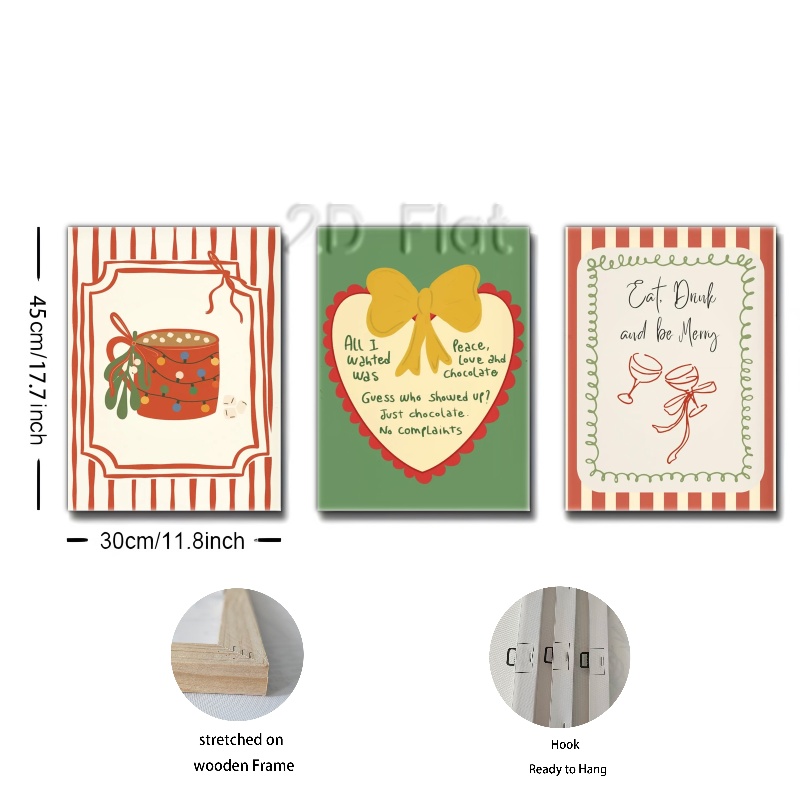 2D Flat
45cm/17.7inch
All I
wanted
was
Peace,
love and
chocolate
Guess who showed up?
Just chocolate.
No complaints
Eat, Drink
and be Merry
30cm/11.8inch
stretched on
wooden Frame
Hook
Ready to Hang